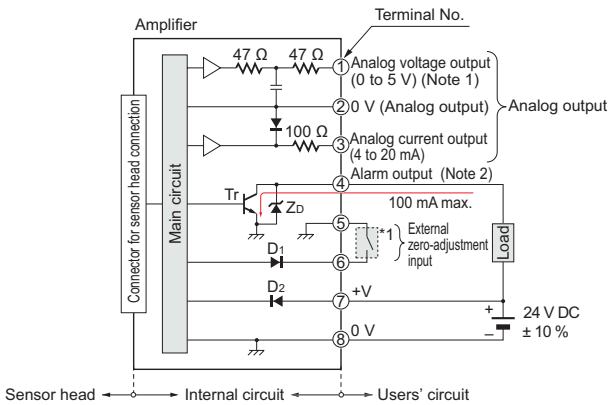 Amplifier
Terminal No.
47 Ω
47 Ω
1
Analog voltage output
(0 to 5 V) (Note 1)
2
0 V (Analog output)
Analog output
100 Ω
3
Analog current output
(4 to 20 mA)
4
Alarm output (Note 2)
Tr
ZD
100 mA max.
5
*1
External
zero-adjustment
input
Load
D1
6
D2
7
+V
+
24 V DC
± 10 %
–
8
0 V
Connector for sensor head connection
Main circuit
Sensor head
Internal circuit
Users' circuit